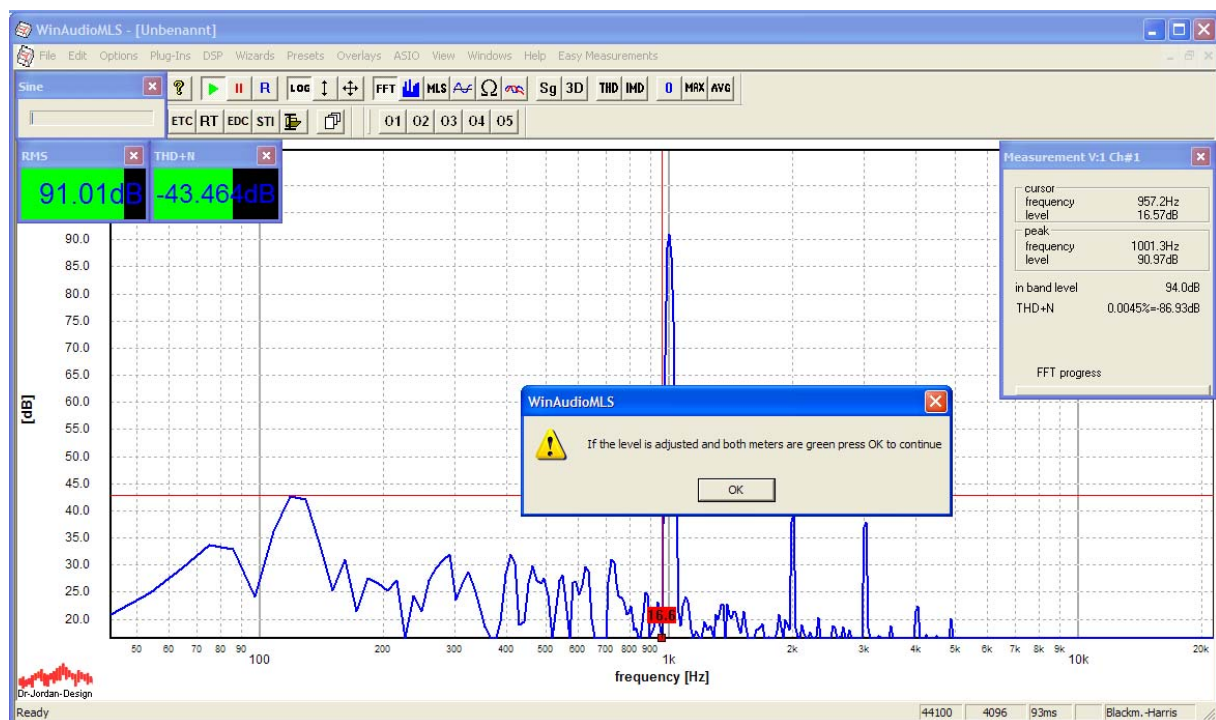 WinAudioMLS - [Unbenannt]
File Edit Options Plug-Ins DSP Wizards Presets Overlays ASIO View Windows Help Easy Measurements
Sine
? R LOG FFT MLS Ω Sg 3D THD IMD 0 MAX AVG
ETC RT EDC STI 01 02 03 04 05
RMS
91.01dB
THD+N
-43.464dB
Measurement V:1 Ch#1
cursor
frequency 957.2Hz
level 16.57dB
peak
frequency 1001.3Hz
level 90.97dB
in band level 94.0dB
THD+N 0.0045%=-86.93dB
FFT progress
90.0
85.0
80.0
75.0
70.0
65.0
60.0
55.0
50.0
45.0
40.0
35.0
30.0
25.0
20.0
[dB]
WinAudioMLS
If the level is adjusted and both meters are green press OK to continue
OK
16.6
50 60 70 80 90 100 200 300 400 500 600 700 800 900 1k 2k 3k 4k 5k 6k 7k 8k 9k 10k 20k
frequency [Hz]
Dr-Jordan-Design
Ready 44100 4096 93ms Blackm.-Harris